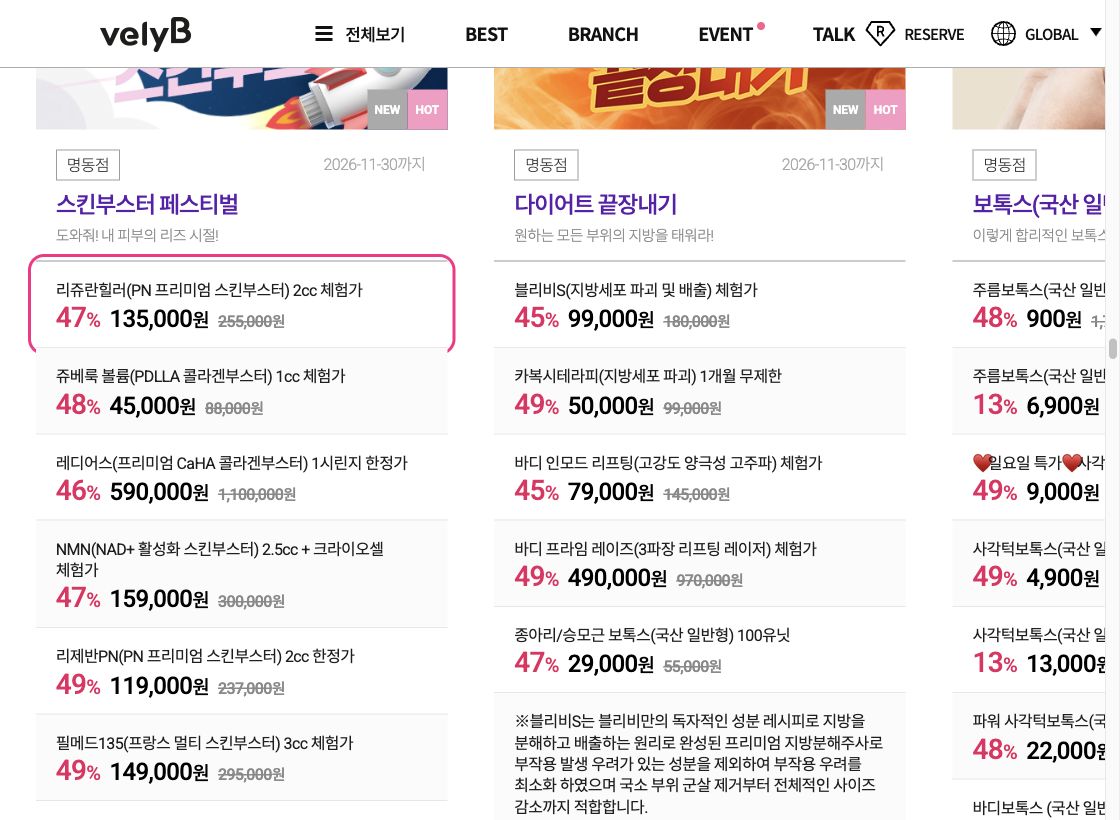 velyB
전체보기
BEST
BRANCH
EVENT
TALK
R
RESERVE
GLOBAL
스킨부스
NEW
HOT
명동점
2026-11-30까지
스킨부스터 페스티벌
도와줘! 내 피부의 리즈 시절!
리쥬란힐러(PN 프리미엄 스킨부스터) 2cc 체험가
47% 135,000원 255,000원
쥬베룩 볼륨(PDLLA 콜라겐부스터) 1cc 체험가
48% 45,000원 88,000원
레디어스(프리미엄 CaHA 콜라겐부스터) 1시린지 한정가
46% 590,000원 1,100,000원
NMN(NAD+ 활성화 스킨부스터) 2.5cc + 크라이오셀
체험가
47% 159,000원 300,000원
리제반PN(PN 프리미엄 스킨부스터) 2cc 한정가
49% 119,000원 237,000원
필메드135(프랑스 멀티 스킨부스터) 3cc 체험가
49% 149,000원 295,000원
끝장내기
NEW
HOT
명동점
2026-11-30까지
다이어트 끝장내기
원하는 모든 부위의 지방을 태워라!
블리비S(지방세포 파괴 및 배출) 체험가
45% 99,000원 180,000원
카복시테라피(지방세포 파괴) 1개월 무제한
49% 50,000원 99,000원
바디 인모드 리프팅(고강도 양극성 고주파) 체험가
45% 79,000원 145,000원
바디 프라임 레이즈(3파장 리프팅 레이저) 체험가
49% 490,000원 970,000원
종아리/승모근 보톡스(국산 일반형) 100유닛
47% 29,000원 55,000원
※블리비S는 블리비만의 독자적인 성분 레시피로 지방을
분해하고 배출하는 원리로 완성된 프리미엄 지방분해주사로
부작용 발생 우려가 있는 성분을 제외하여 부작용 우려를
최소화 하였으며 국소 부위 군살 제거부터 전체적인 사이즈
감소까지 적합합니다.
명동점
보톡스(국산 일반
이렇게 합리적인 보톡스
주름보톡스(국산 일반
48% 900원
주름보톡스(국산 일반
13% 6,900원
❤️일요일 특가❤️사각
49% 9,000원
사각턱보톡스(국산 일
49% 4,900원
사각턱보톡스(국산 일
13% 13,000원
파워 사각턱보톡스(국
48% 22,000원
바디보톡스 (국산 일반